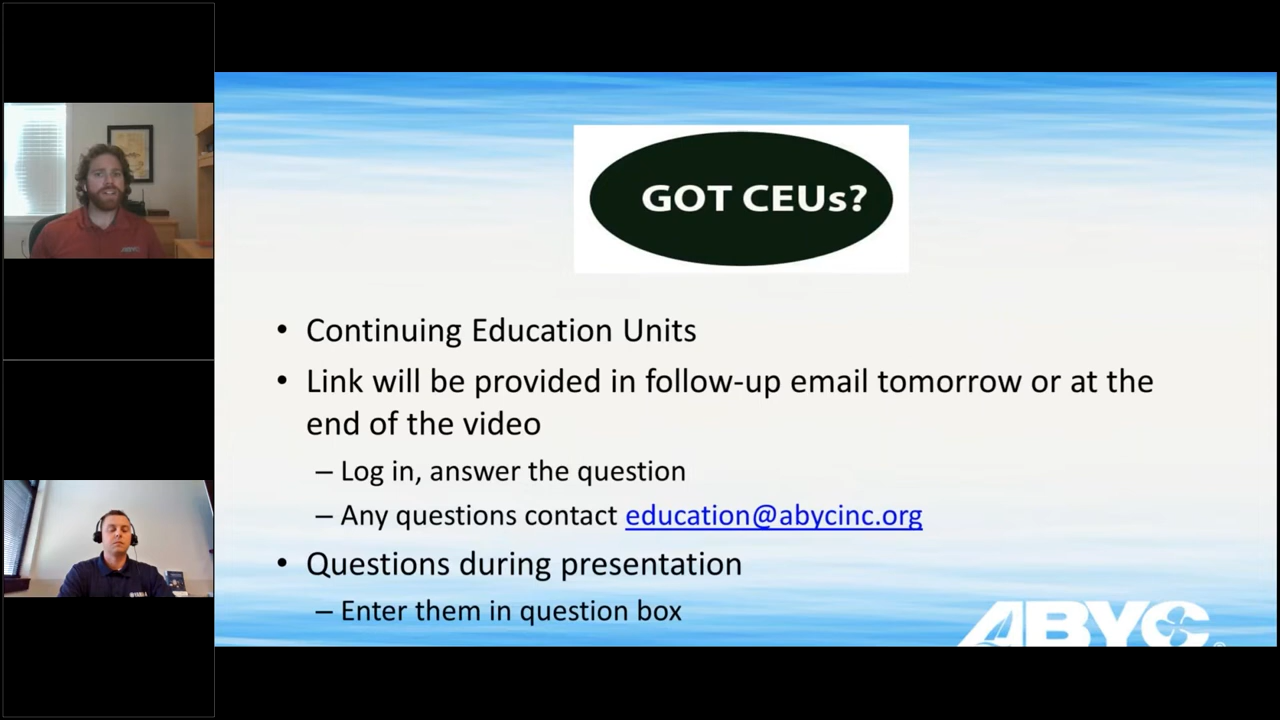 GOT CEUs?
• Continuing Education Units
• Link will be provided in follow-up email tomorrow or at the
end of the video
– Log in, answer the question
– Any questions contact education@abycinc.org
• Questions during presentation
– Enter them in question box
ABYC